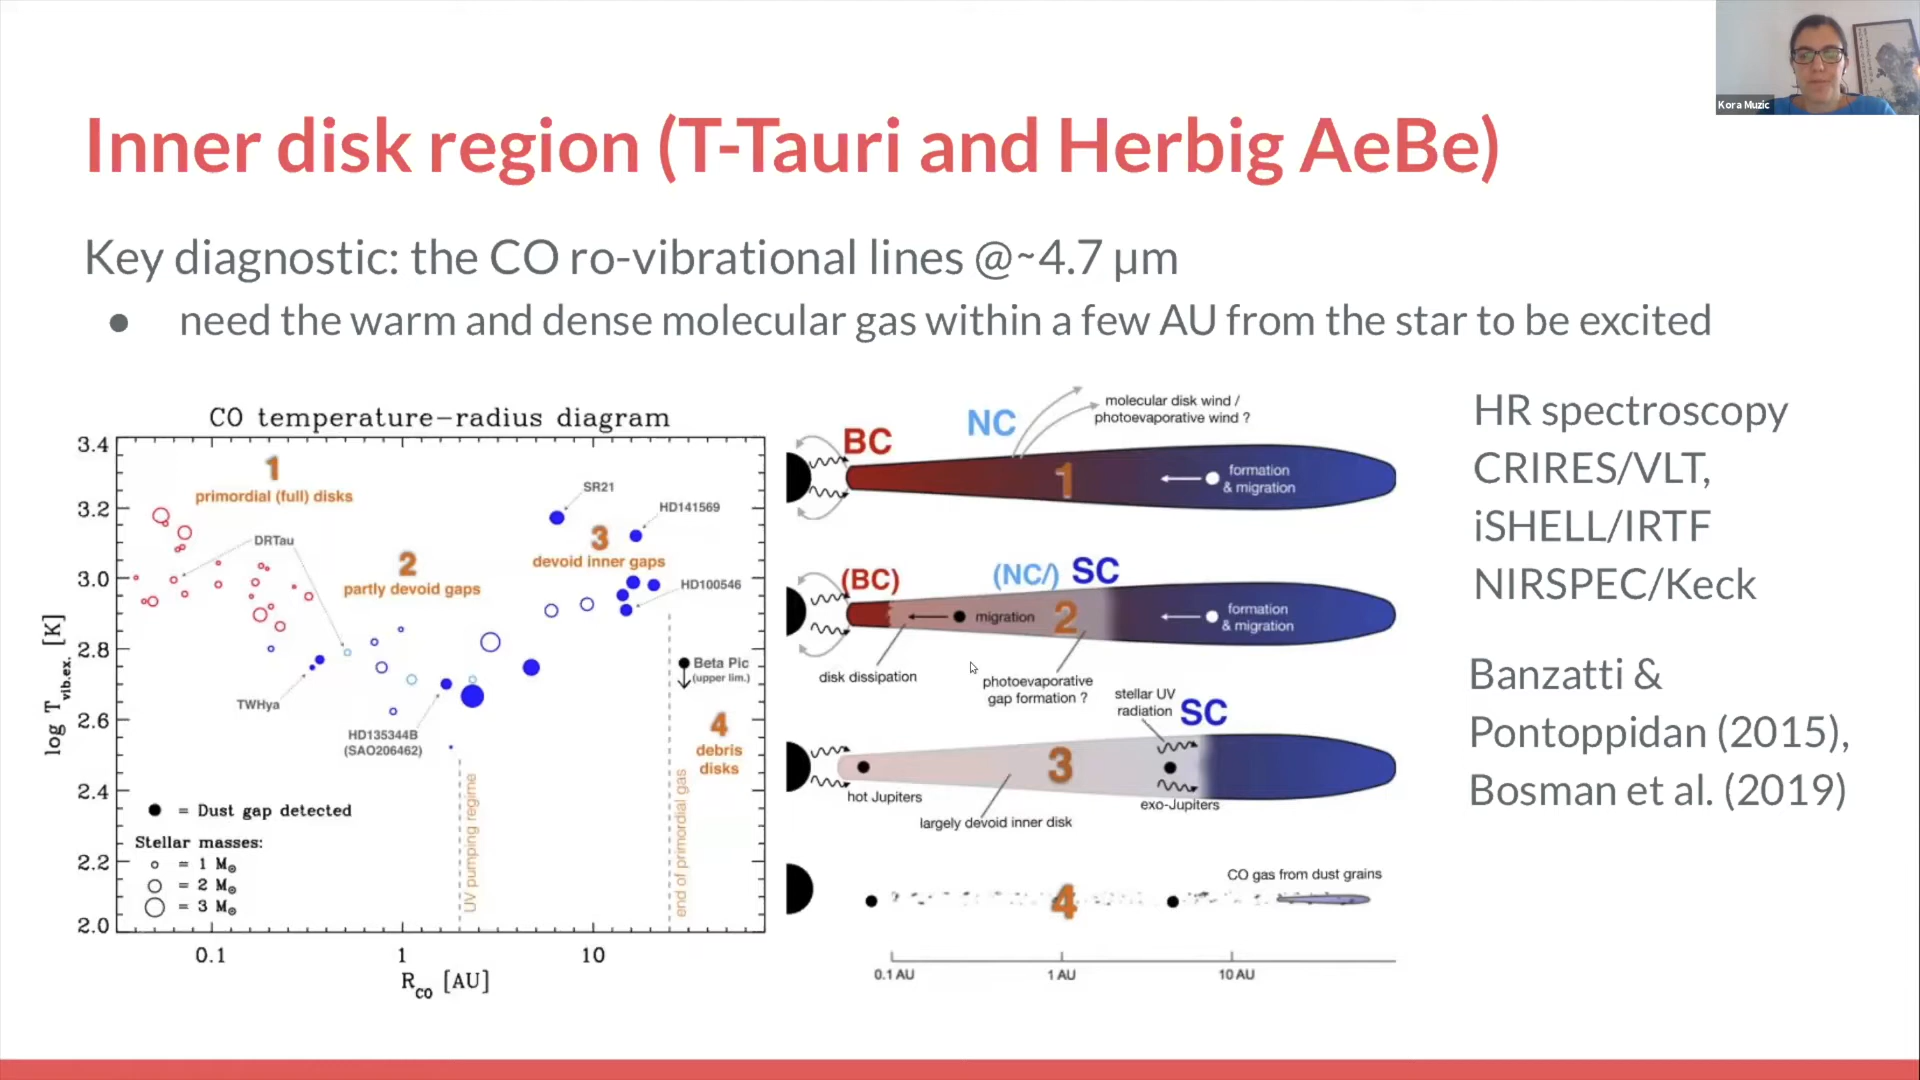 Kora Muzic
Inner disk region (T-Tauri and Herbig AeBe)
Key diagnostic: the CO ro-vibrational lines @~4.7 µm
● need the warm and dense molecular gas within a few AU from the star to be excited
CO temperature-radius diagram
3.4
3.2
3.0
2.8
2.6
2.4
2.2
2.0
log T vib.ex. [K]
1
primordial (full) disks
SR21
HD141569
DRTau
2
partly devoid gaps
3
devoid inner gaps
HD100546
Beta Pic
(upper lim.)
TWHya
HD135344B
(SAO206462)
4
debris
disks
UV pumping regime
end of primordial gas
= Dust gap detected
Stellar masses:
= 1 M⊙
= 2 M⊙
= 3 M⊙
0.1
1
10
R CO [AU]
BC
NC
molecular disk wind /
photoevaporative wind ?
1
formation
& migration
(BC)
(NC/) SC
migration
2
formation
& migration
disk dissipation
photoevaporative
gap formation ?
stellar UV
radiation
SC
3
hot Jupiters
exo-Jupiters
largely devoid inner disk
CO gas from dust grains
4
0.1 AU
1 AU
10 AU
HR spectroscopy
CRIRES/VLT,
iSHELL/IRTF
NIRSPEC/Keck
Banzatti &
Pontoppidan (2015),
Bosman et al. (2019)